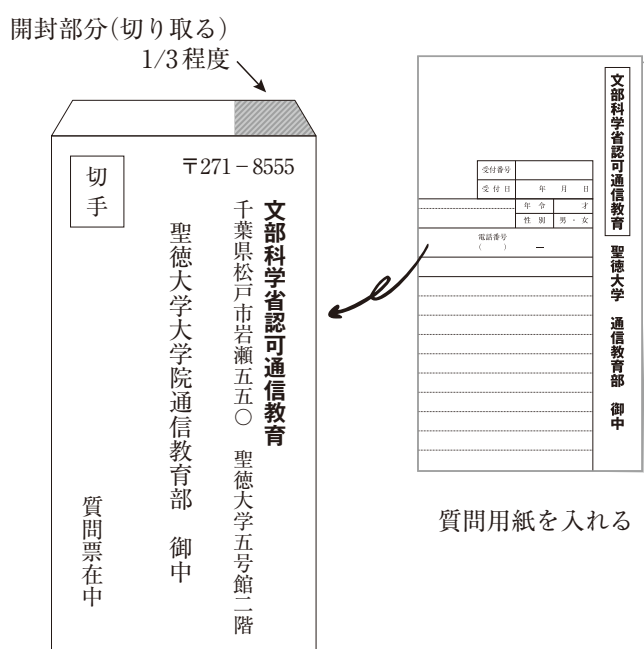 開封部分(切り取る)
1/3程度
切手
〒271−8555
文部科学省認可通信教育
千葉県松戸市岩瀬五五〇 聖徳大学五号館二階
聖徳大学大学院通信教育部 御中
質問票在中
文部科学省認可通信教育 聖徳大学 通信教育部 御中
受付番号
受付日 年 月 日
年令 才
性別 男・女
電話番号
( ) ―
質問用紙を入れる